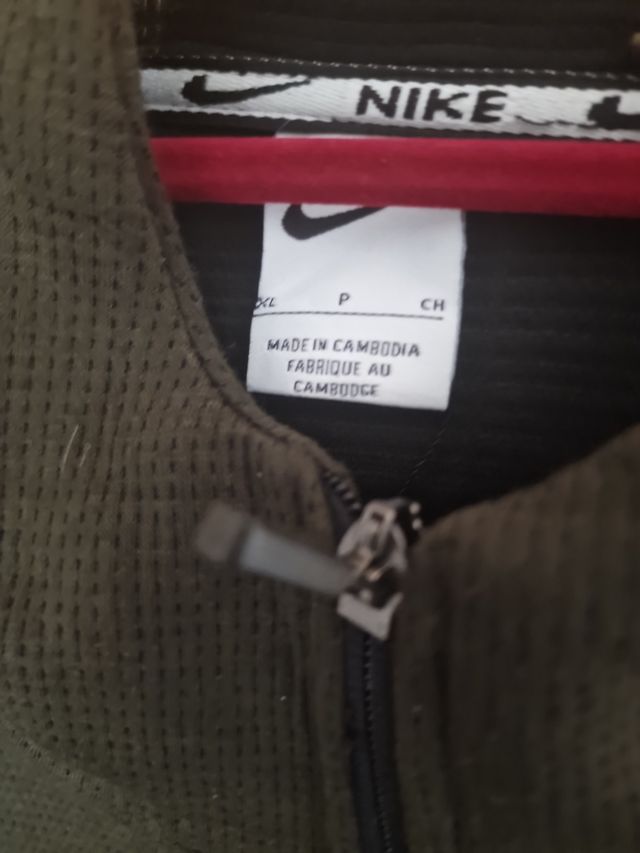 NIKE
XL P CH
MADE IN CAMBODIA
FABRIQUE AU
CAMBODGE